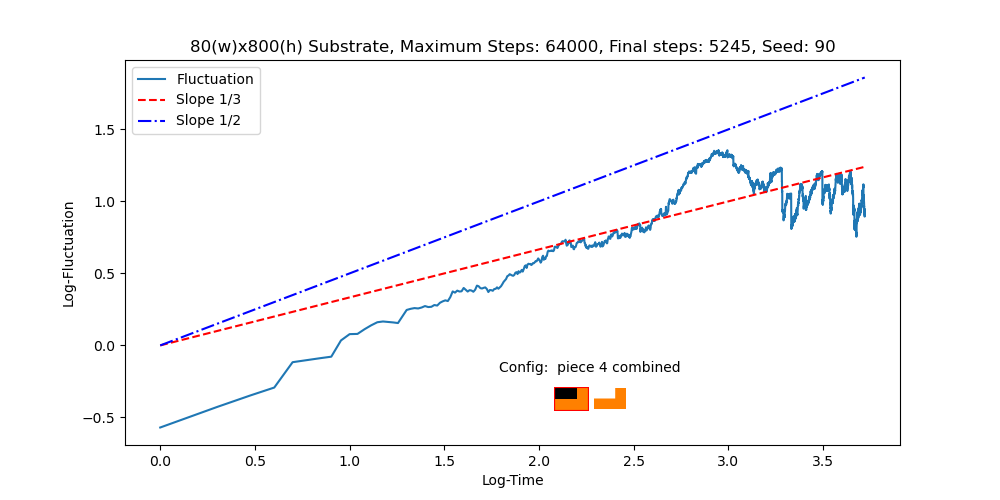 80(w)x800(h) Substrate, Maximum Steps: 64000, Final steps: 5245, Seed: 90
Fluctuation
Slope 1/3
Slope 1/2
Log-Fluctuation
1.5
1.0
0.5
0.0
−0.5
Config:  piece 4 combined
0.0 0.5 1.0 1.5 2.0 2.5 3.0 3.5
Log-Time